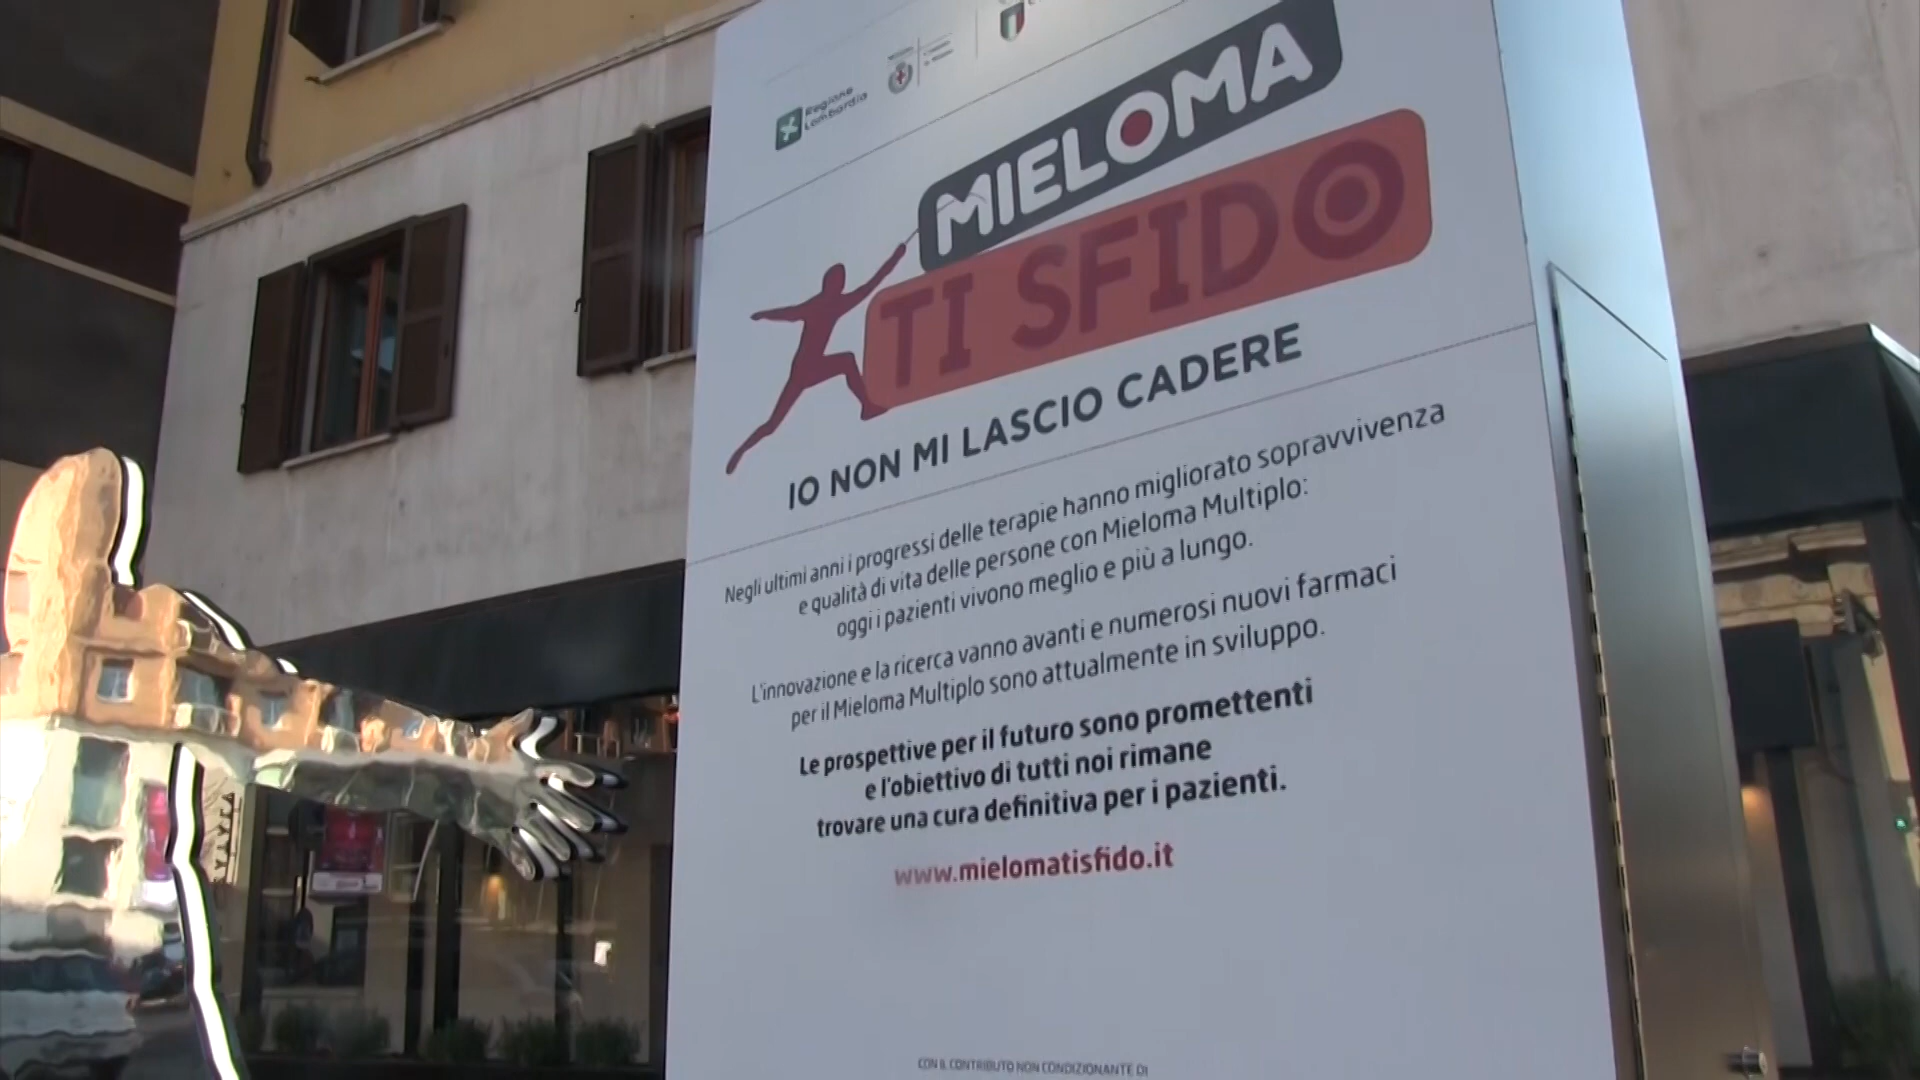 Regione
Lombardia
MIELOMA
TI SFIDO
IO NON MI LASCIO CADERE
Negli ultimi anni i progressi delle terapie hanno migliorato sopravvivenza
e qualità di vita delle persone con Mieloma Multiplo:
oggi i pazienti vivono meglio e più a lungo.
L'innovazione e la ricerca vanno avanti e numerosi nuovi farmaci
per il Mieloma Multiplo sono attualmente in sviluppo.
Le prospettive per il futuro sono promettenti
e l'obiettivo di tutti noi rimane
trovare una cura definitiva per i pazienti.
www.mielomatisfido.it
CON IL CONTRIBUTO NON CONDIZIONANTE DI